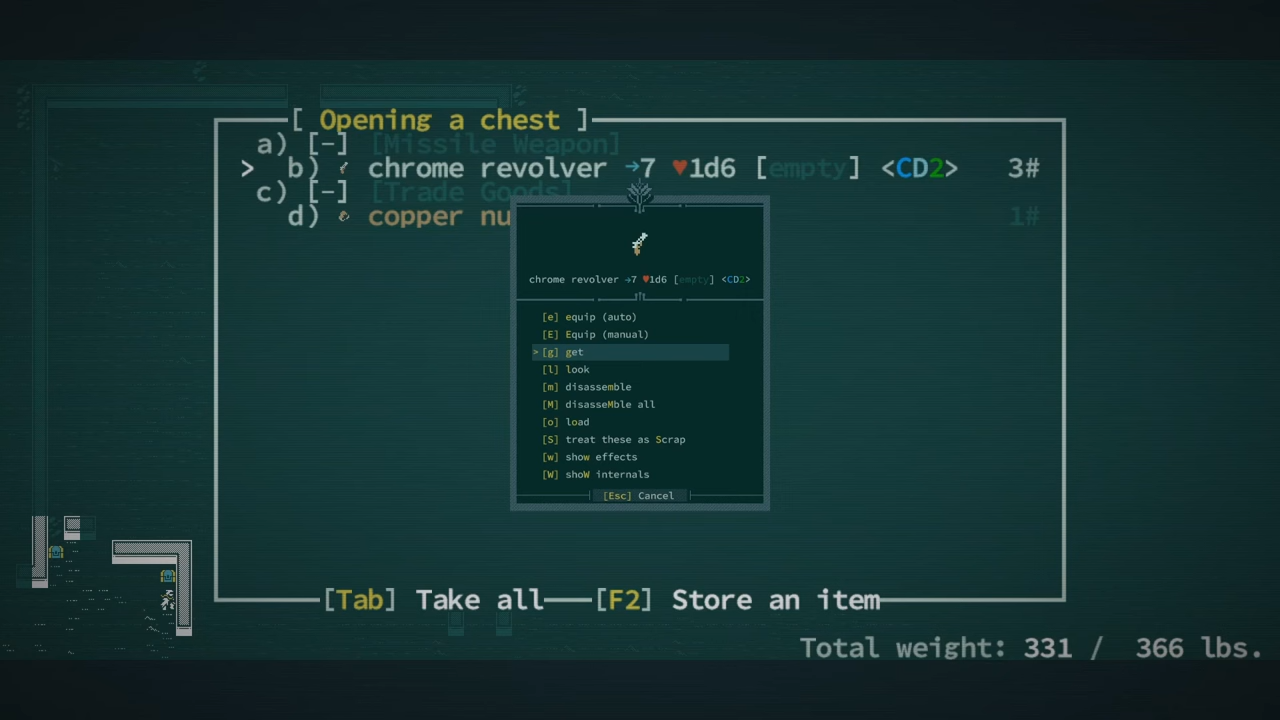 [ Opening a chest ]
a) [-] [Missile Weapon]
> b) chrome revolver →7 ♥1d6 [empty] <CD2> 3#
c) [-] [Trade Goods]
d) copper nu 1#
chrome revolver →7 ♥1d6 [empty] <CD2>
[e] equip (auto)
[E] Equip (manual)
> [g] get
[l] look
[m] disassemble
[M] disasseMble all
[o] load
[S] treat these as Scrap
[w] show effects
[W] shoW internals
[Esc] Cancel
[Tab] Take all [F2] Store an item
Total weight: 331 / 366 lbs.